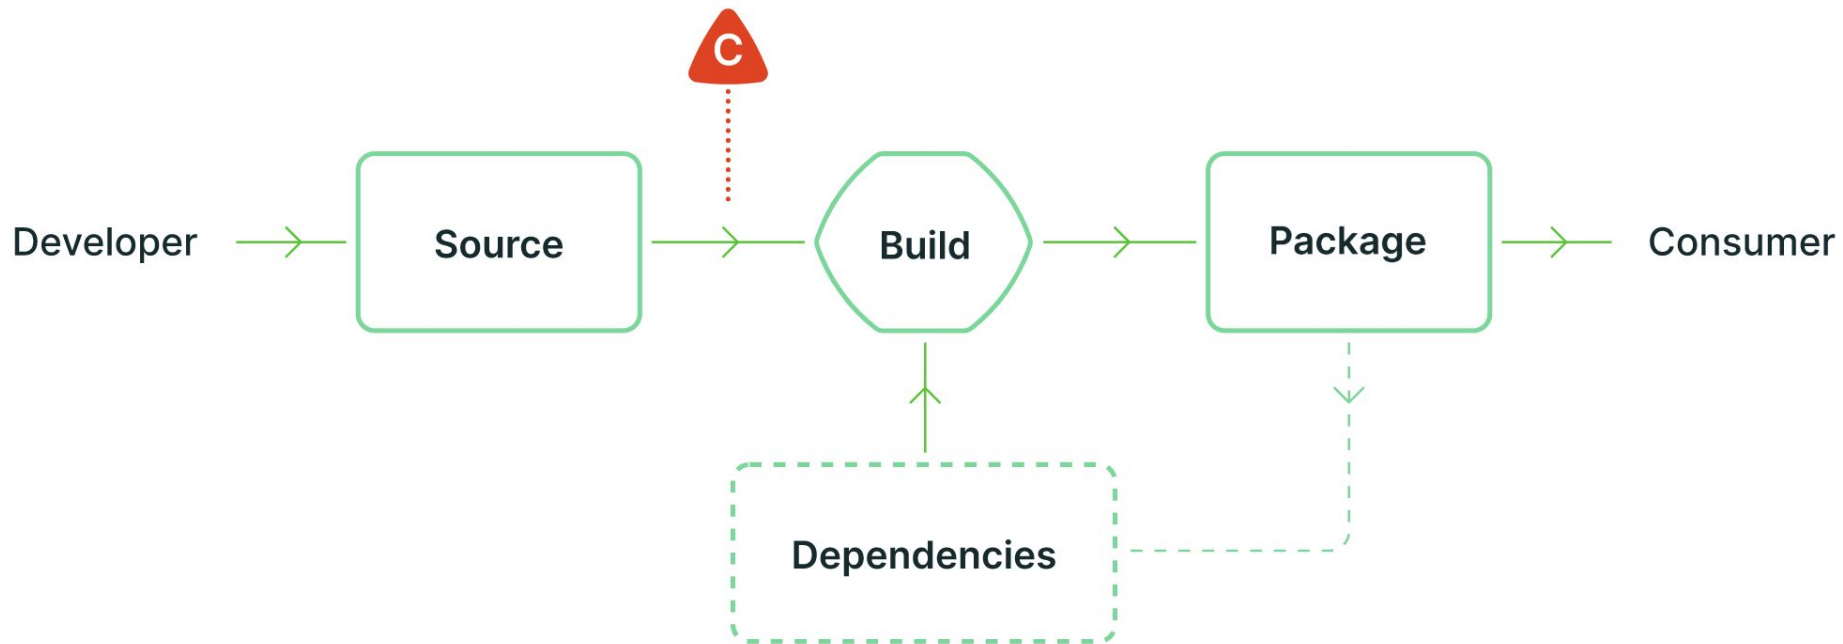 C
Developer
Source
Build
Package
Consumer
Dependencies